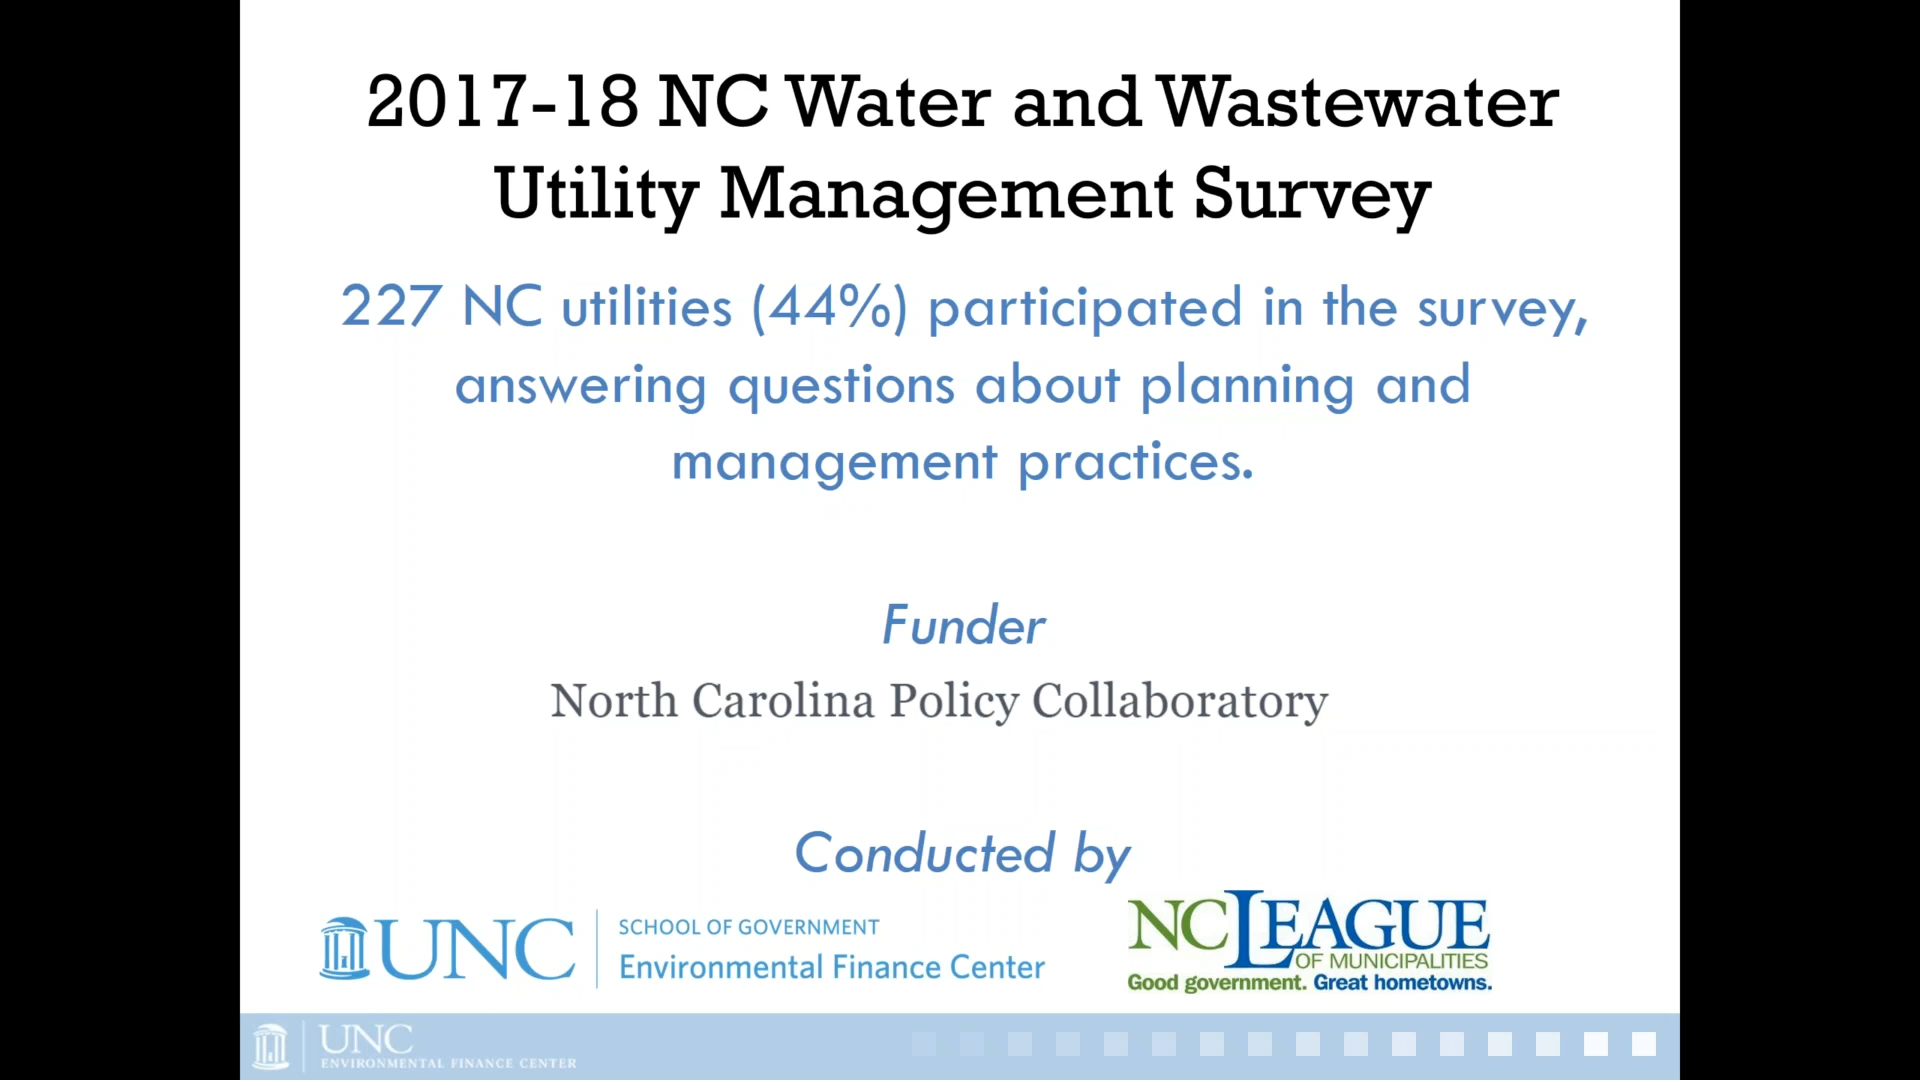 2017-18 NC Water and Wastewater
Utility Management Survey
227 NC utilities (44%) participated in the survey,
answering questions about planning and
management practices.
Funder
North Carolina Policy Collaboratory
Conducted by
UNC
SCHOOL OF GOVERNMENT
Environmental Finance Center
NCLEAGUE
OF MUNICIPALITIES
Good government. Great hometowns.
UNC
ENVIRONMENTAL FINANCE CENTER